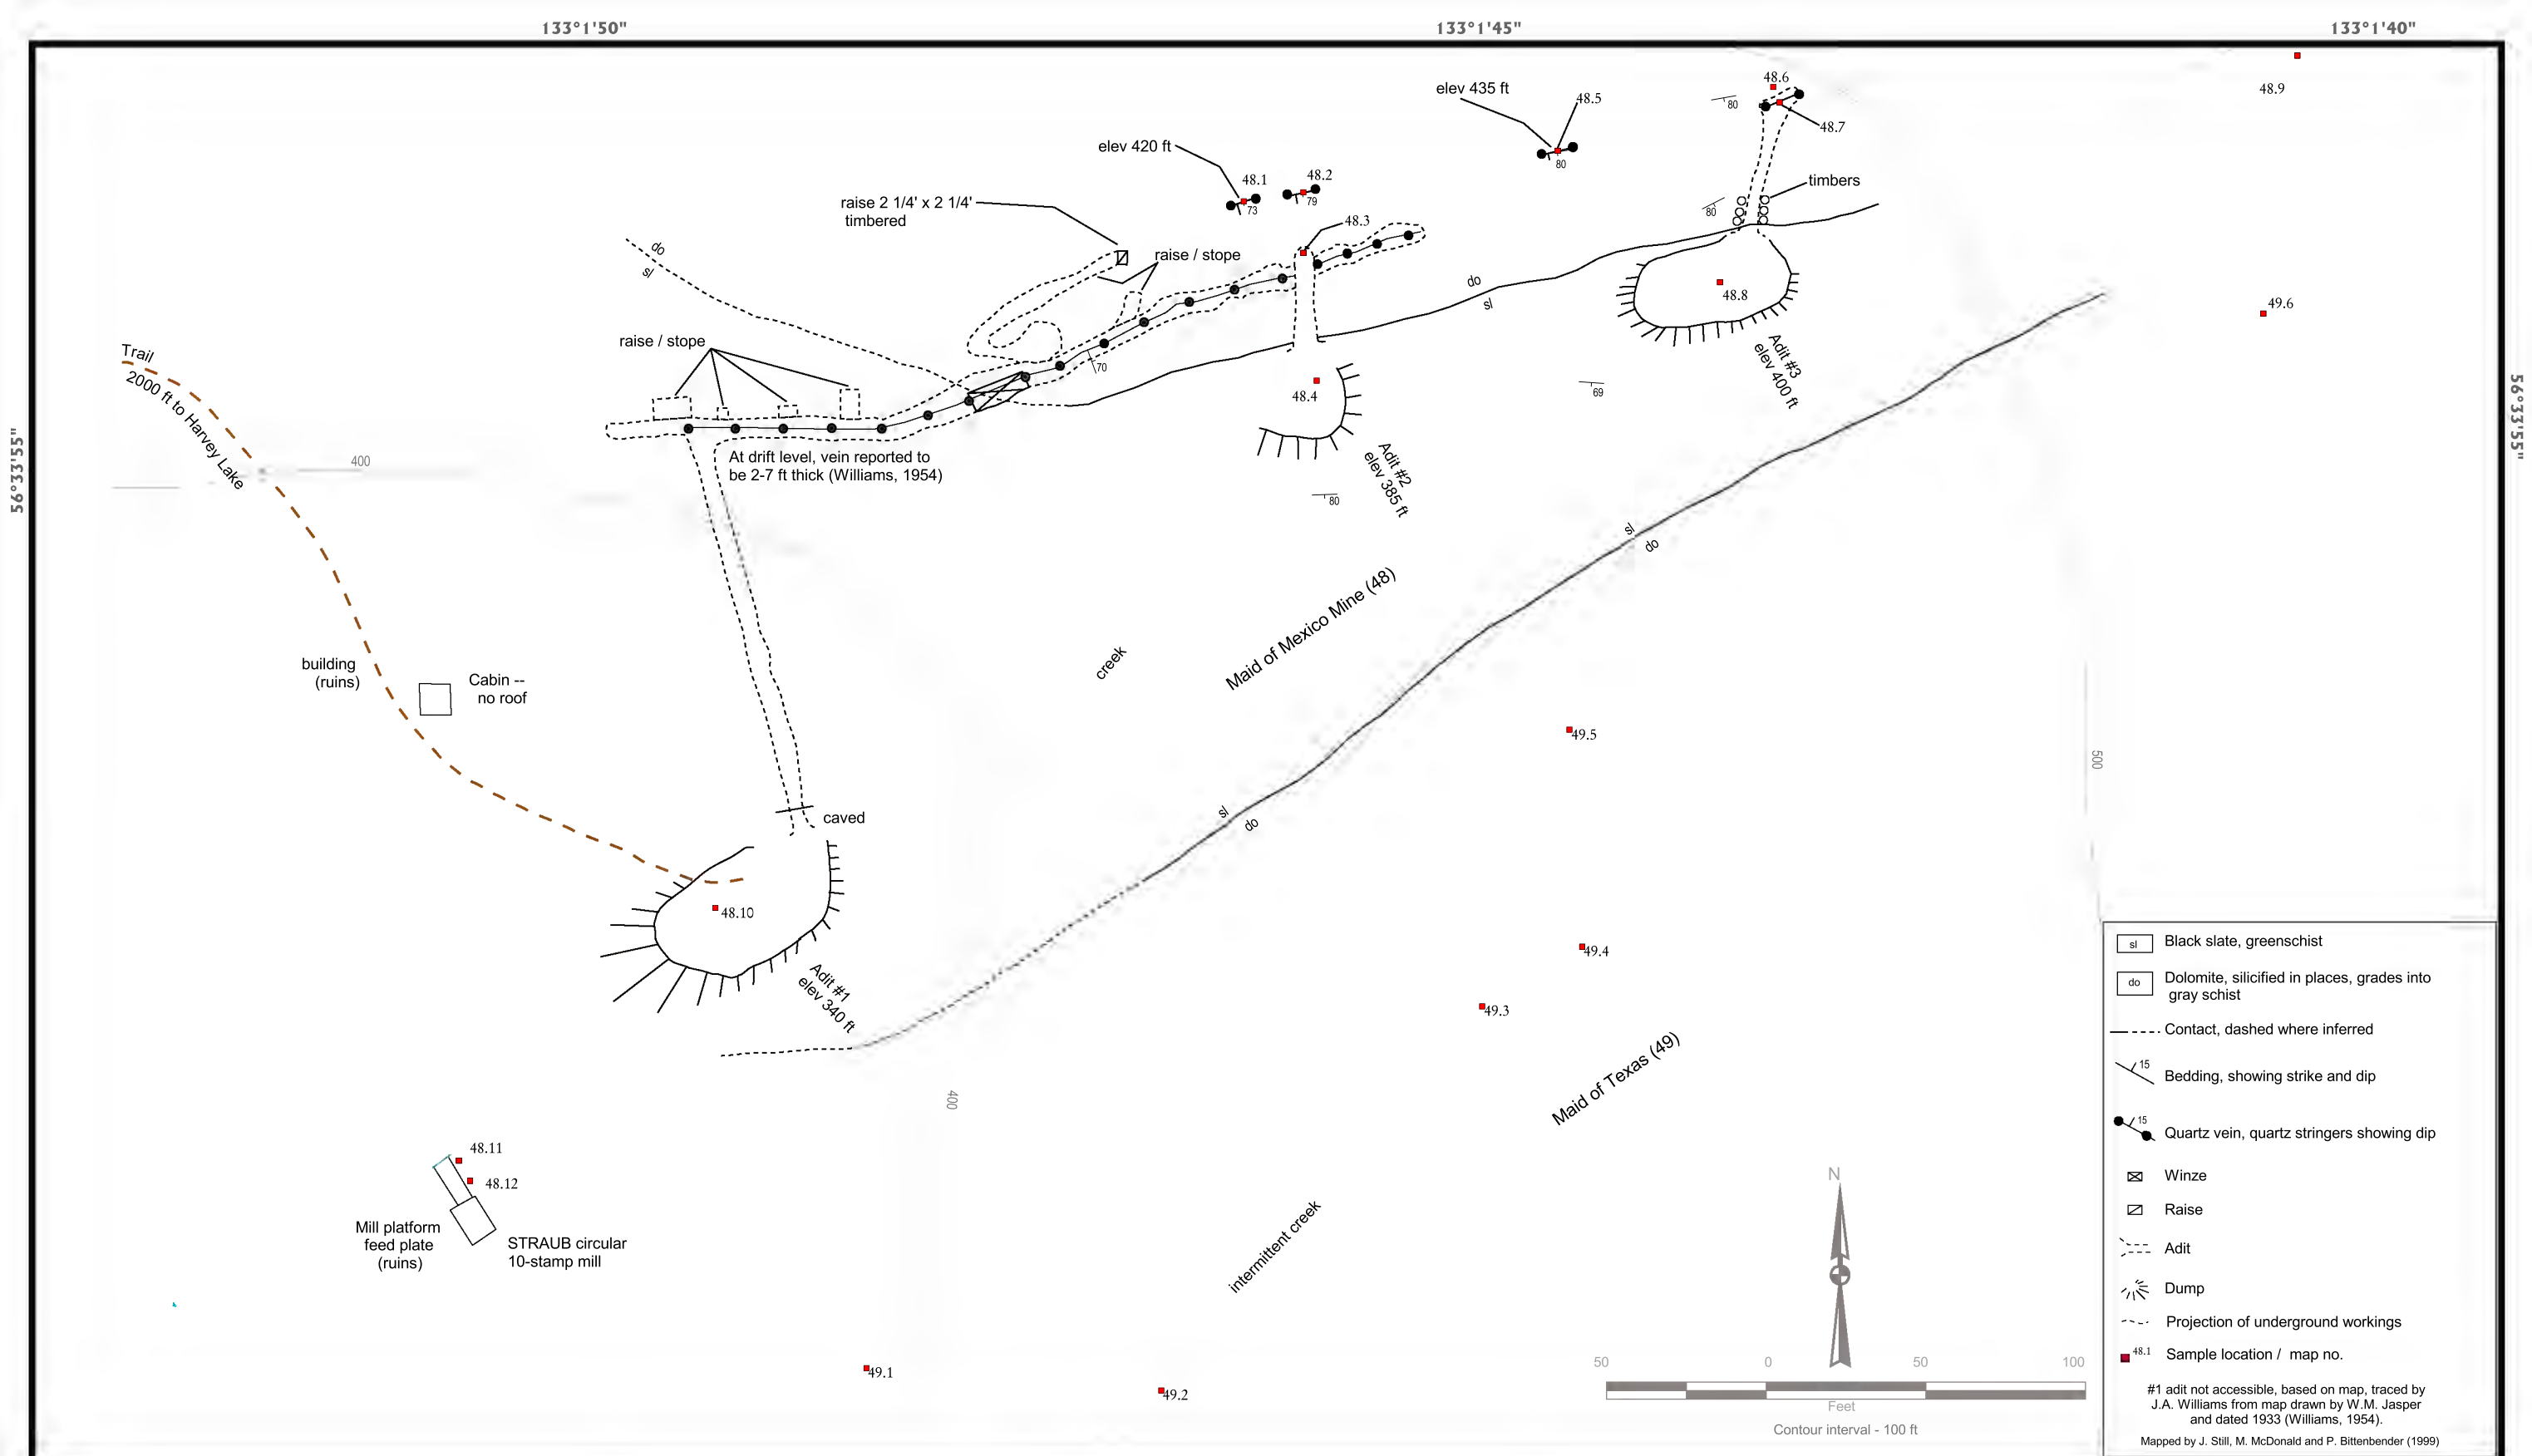 133°1'50"
133°1'45"
133°1'40"
56°33'55"
56°33'55"
48.6
48.9
elev 435 ft
48.5
80
48.7
80
elev 420 ft
48.1
73
48.2
79
timbers
80
raise 2 1/4' x 2 1/4'
timbered
48.3
do
sl
raise / stope
do
sl
48.8
49.6
raise / stope
Trail
2000 ft to Harvey Lake
70
48.4
69
Adit #3
elev 400 ft
400
At drift level, vein reported to
be 2-7 ft thick (Williams, 1954)
Adit #2
elev 385 ft
80
sl
do
Maid of Mexico Mine (48)
creek
building
(ruins)
Cabin --
no roof
49.5
500
caved
sl
do
48.10
49.4
Adit #1
elev 340 ft
49.3
Maid of Texas (49)
400
48.11
48.12
Mill platform
feed plate
(ruins)
STRAUB circular
10-stamp mill
intermittent creek
49.1
49.2
N
50
0
50
100
Feet
Contour interval - 100 ft
sl
Black slate, greenschist
do
Dolomite, silicified in places, grades into
gray schist
Contact, dashed where inferred
15
Bedding, showing strike and dip
15
Quartz vein, quartz stringers showing dip
Winze
Raise
Adit
Dump
Projection of underground workings
48.1
Sample location / map no.
#1 adit not accessible, based on map, traced by
J.A. Williams from map drawn by W.M. Jasper
and dated 1933 (Williams, 1954).
Mapped by J. Still, M. McDonald and P. Bittenbender (1999)